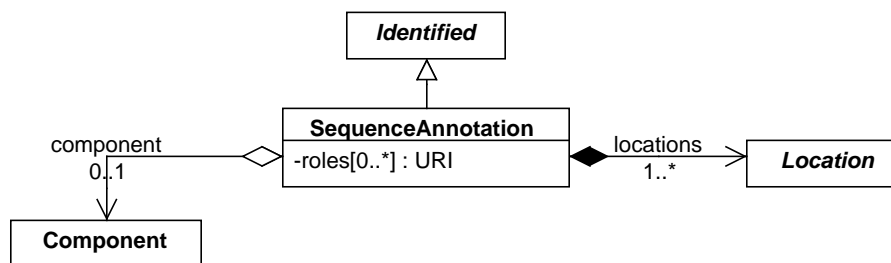 Identified
SequenceAnnotation
-roles[0..*] : URI
component
0..1
locations
1..*
Location
Component